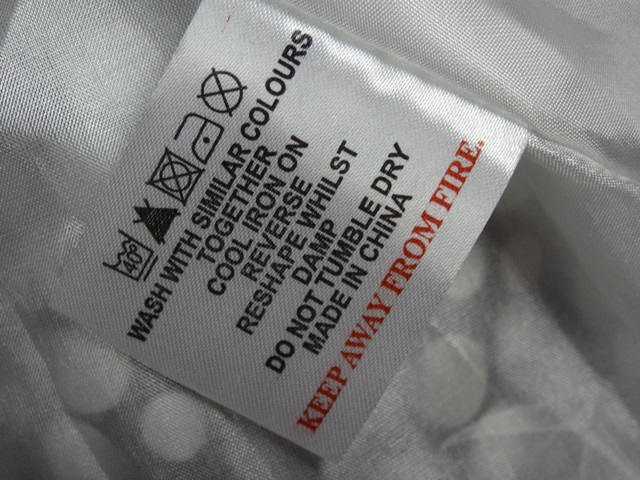 40°
WASH WITH SIMILAR COLOURS
TOGETHER
COOL IRON ON
REVERSE
RESHAPE WHILST
DAMP
DO NOT TUMBLE DRY
MADE IN CHINA
KEEP AWAY FROM FIRE.